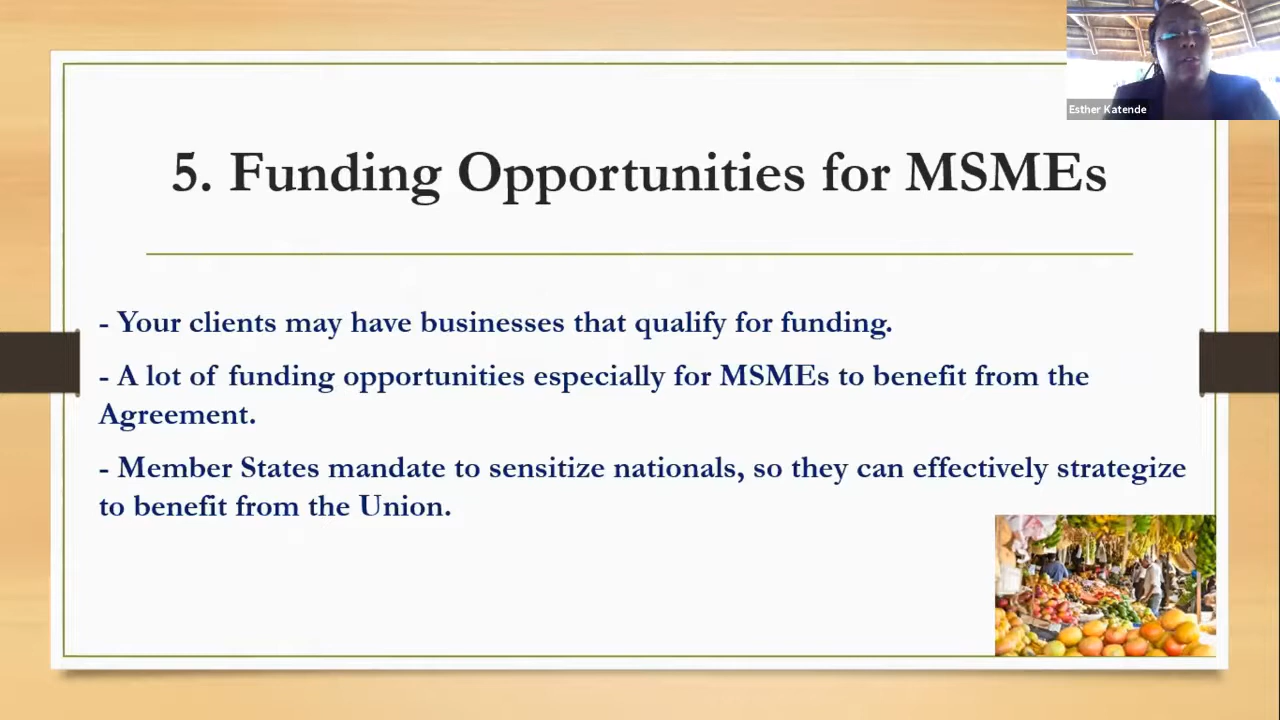 Esther Katende
5. Funding Opportunities for MSMEs
- Your clients may have businesses that qualify for funding.
- A lot of funding opportunities especially for MSMEs to benefit from the
Agreement.
- Member States mandate to sensitize nationals, so they can effectively strategize
to benefit from the Union.